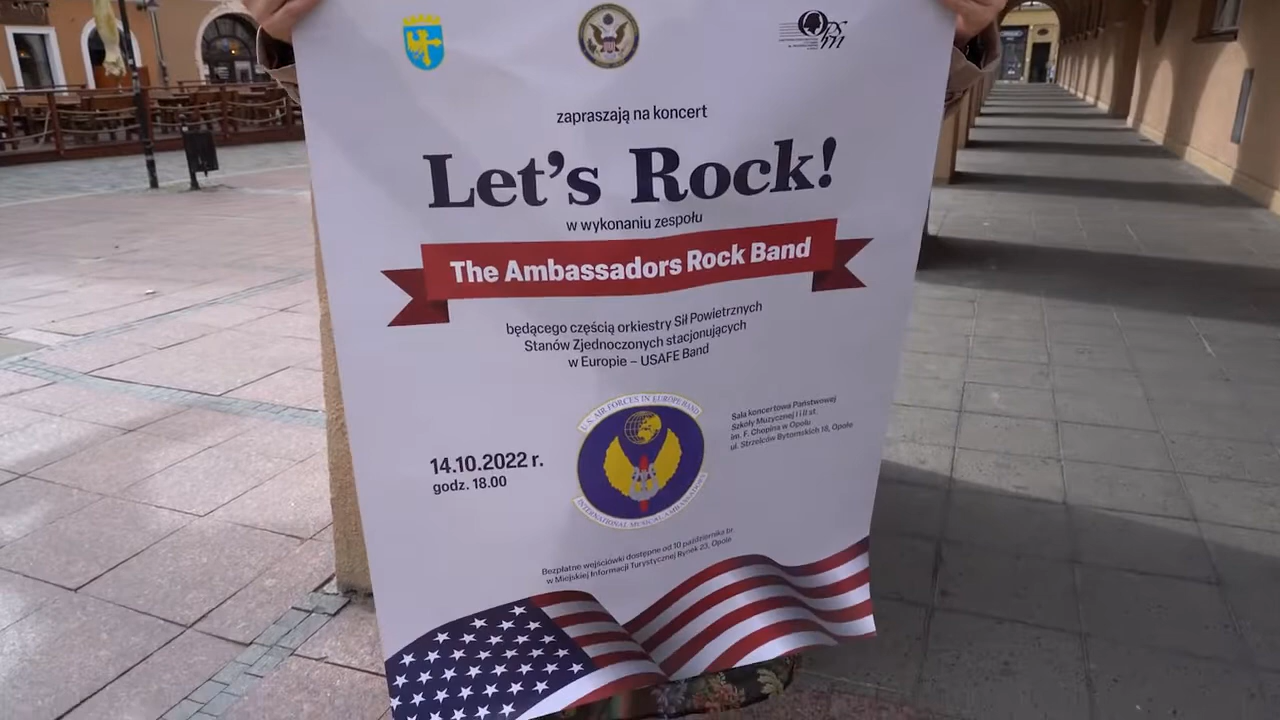 zapraszają na koncert
Let's Rock!
w wykonaniu zespołu
The Ambassadors Rock Band
będącego częścią orkiestry Sił Powietrznych
Stanów Zjednoczonych stacjonujących
w Europie – USAFE Band
U.S. AIR FORCES IN EUROPE BAND
INTERNATIONAL MUSICAL AMBASSADORS
14.10.2022 r.
godz. 18.00
Sala koncertowa Państwowej
Szkoły Muzycznej I i II st.
im. F. Chopina w Opolu
ul. Strzelców Bytomskich 18, Opole
Bezpłatne wejściówki dostępne od 10 października br.
w Miejskiej Informacji Turystycznej Rynek 23, Opole